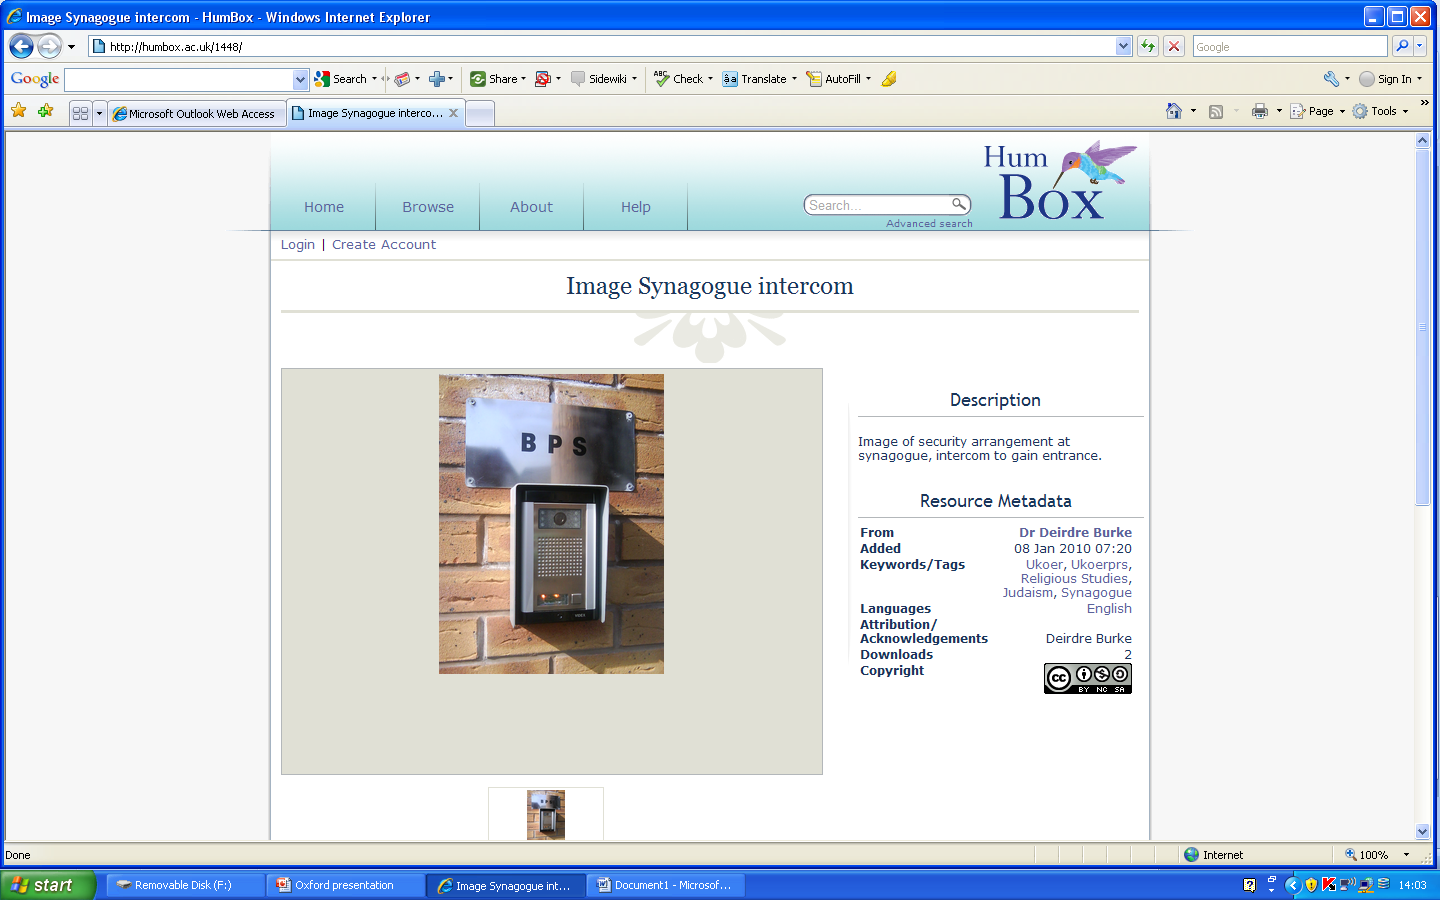 Image Synagogue intercom - HumBox - Windows Internet Explorer
http://humbox.ac.uk/1448/
Google
Google
Search
Share
Sidewiki
ABC
Check
Translate
AutoFill
Sign In
Microsoft Outlook Web Access
Image Synagogue interco...
Page
Tools
Hum
Box
Home
Browse
About
Help
Search...
Advanced search
Login | Create Account
Image Synagogue intercom
BPS
Description
Image of security arrangement at
synagogue, intercom to gain entrance.
Resource Metadata
From Dr Deirdre Burke
Added 08 Jan 2010 07:20
Keywords/Tags Ukoer, Ukoerprs,
Religious Studies,
Judaism, Synagogue
Languages English
Attribution/
Acknowledgements Deirdre Burke
Downloads 2
Copyright
cc
BY NC SA
Done
Internet
100%
start
Removable Disk (F:)
Oxford presentation
Image Synagogue int...
Document1 - Microsof...
14:03